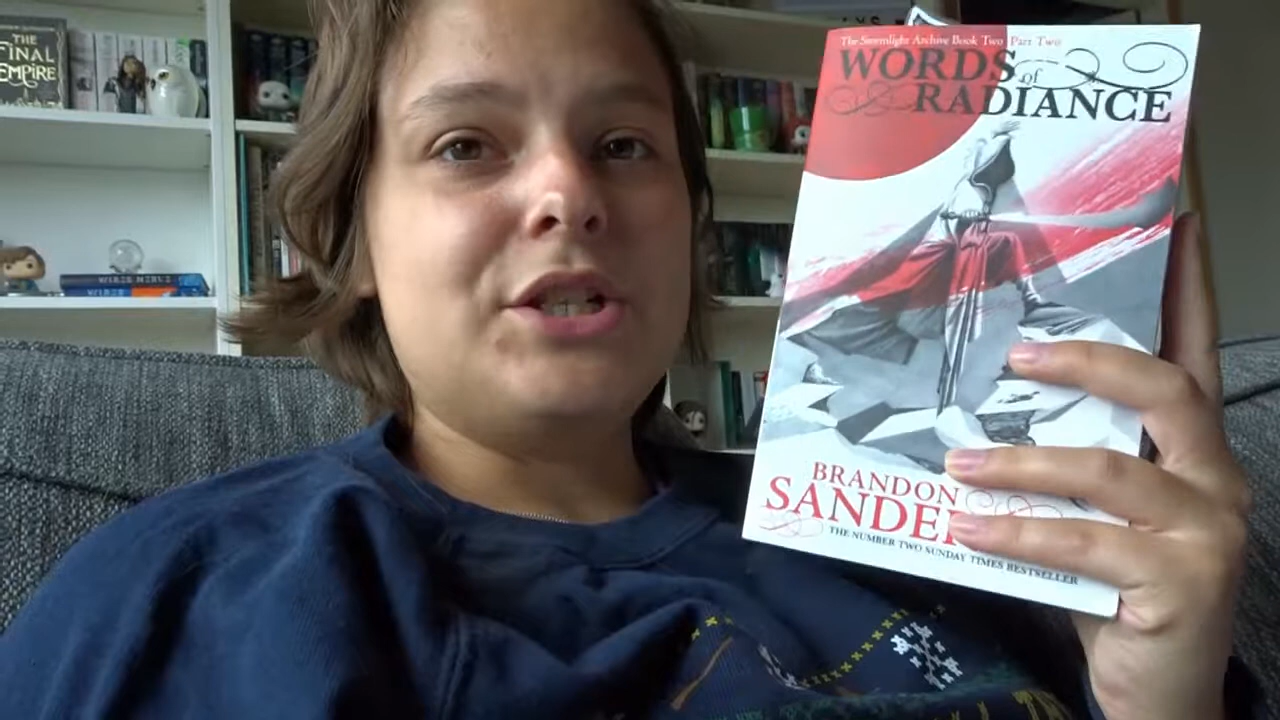 THE
FINAL
EMPIRE
The Stormlight Archive Book Two Part Two
WORDS
of
RADIANCE
BRANDON
SANDER
THE NUMBER TWO SUNDAY TIMES BESTSELLER